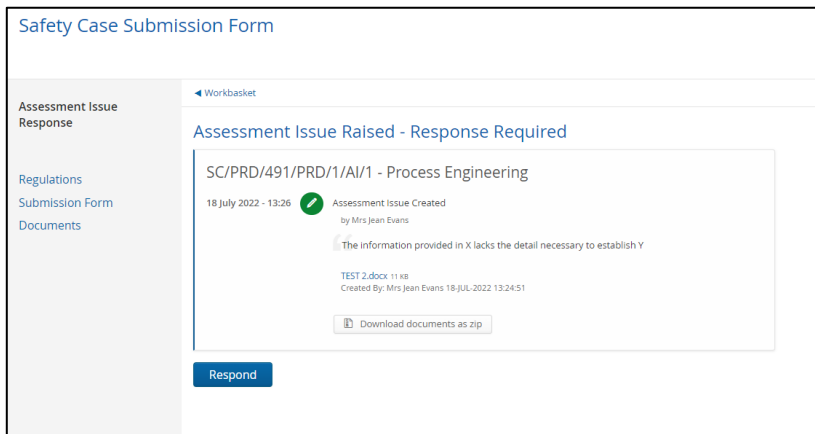 Safety Case Submission Form
Assessment Issue
Response
Regulations
Submission Form
Documents
◀ Workbasket
Assessment Issue Raised - Response Required
SC/PRD/491/PRD/1/AI/1 - Process Engineering
18 July 2022 - 13:26 Assessment Issue Created
by Mrs Jean Evans
“The information provided in X lacks the detail necessary to establish Y
TEST 2.docx 11 KB
Created By: Mrs Jean Evans 18-JUL-2022 13:24:51
Download documents as zip
Respond